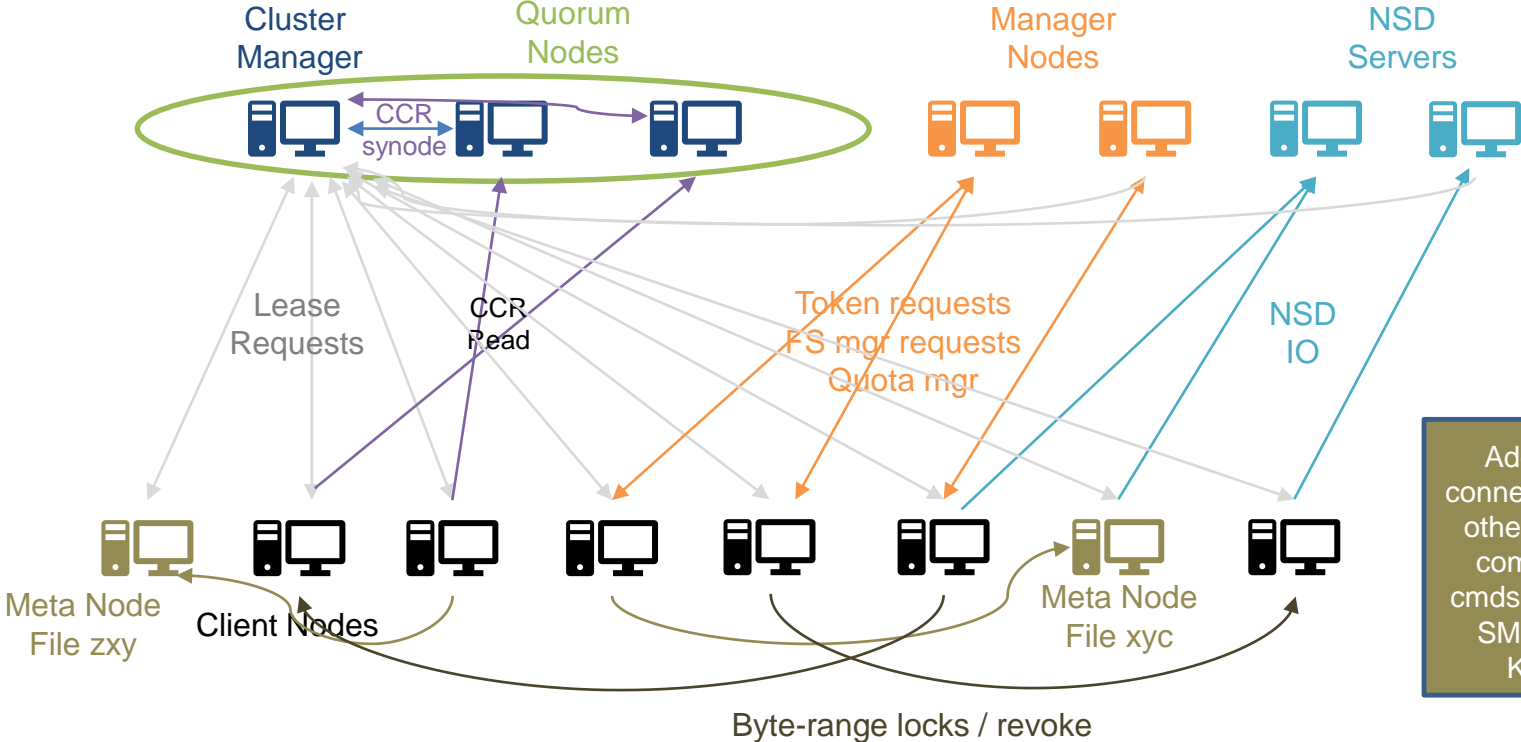 Cluster
Manager
Quorum
Nodes
Manager
Nodes
NSD
Servers
CCR
synode
Lease
Requests
CCR
Read
Token requests
FS mgr requests
Quota mgr
NSD
IO
Meta Node
File zxy
Client Nodes
Meta Node
File xyc
Byte-range locks / revoke